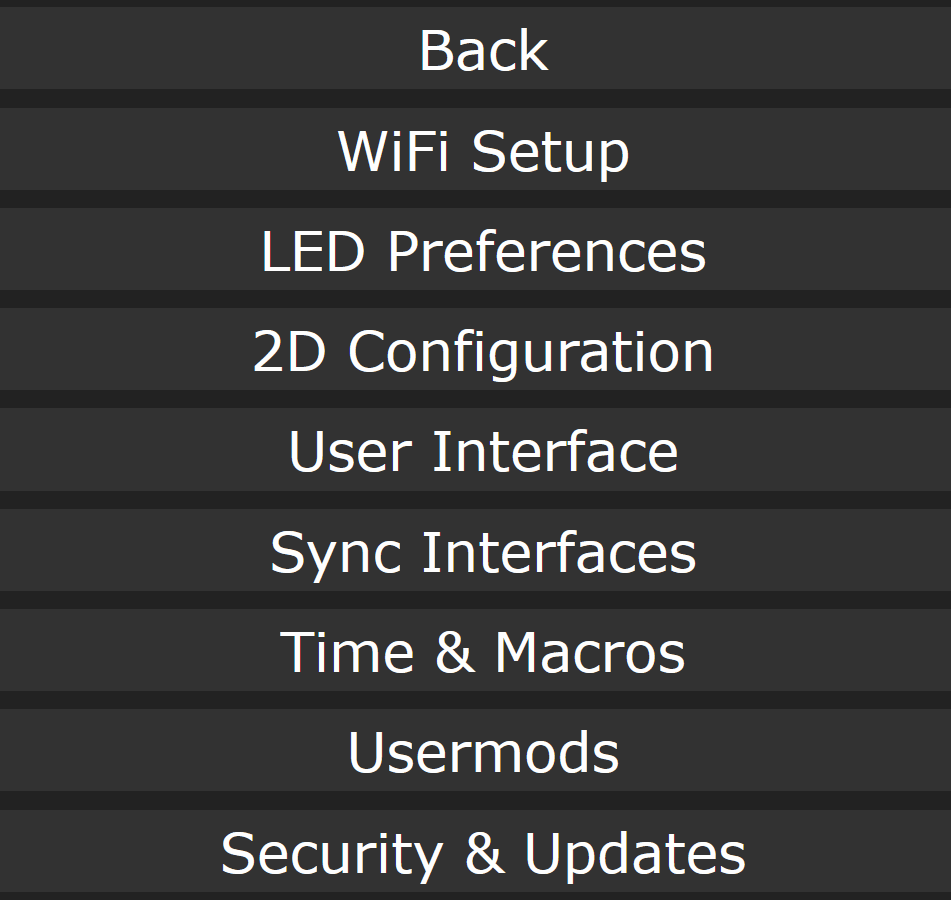 Back
WiFi Setup
LED Preferences
2D Configuration
User Interface
Sync Interfaces
Time & Macros
Usermods
Security & Updates